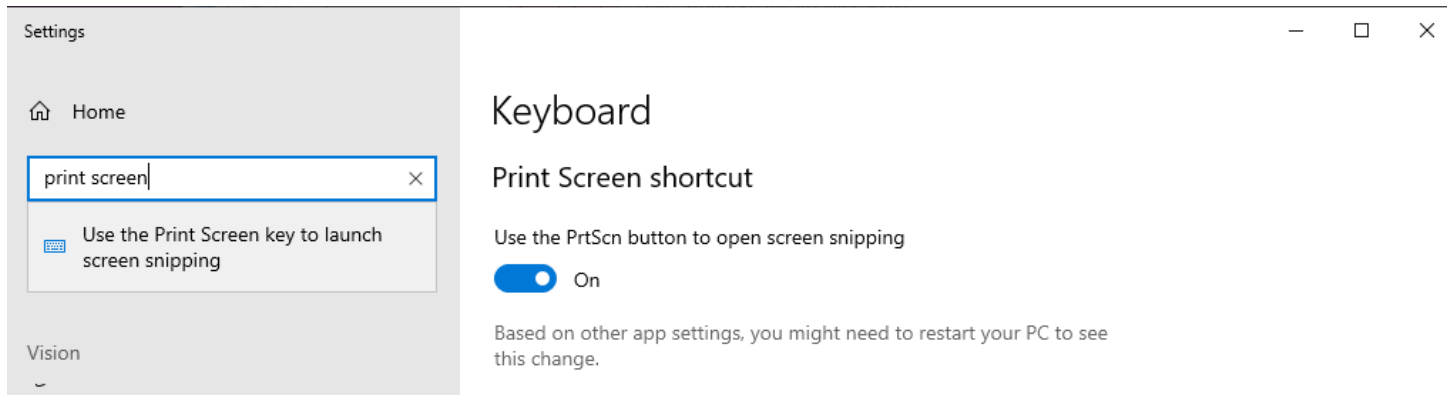 Settings
Home
print screen
Use the Print Screen key to launch
screen snipping
Vision
Keyboard
Print Screen shortcut
Use the PrtScn button to open screen snipping
On
Based on other app settings, you might need to restart your PC to see
this change.